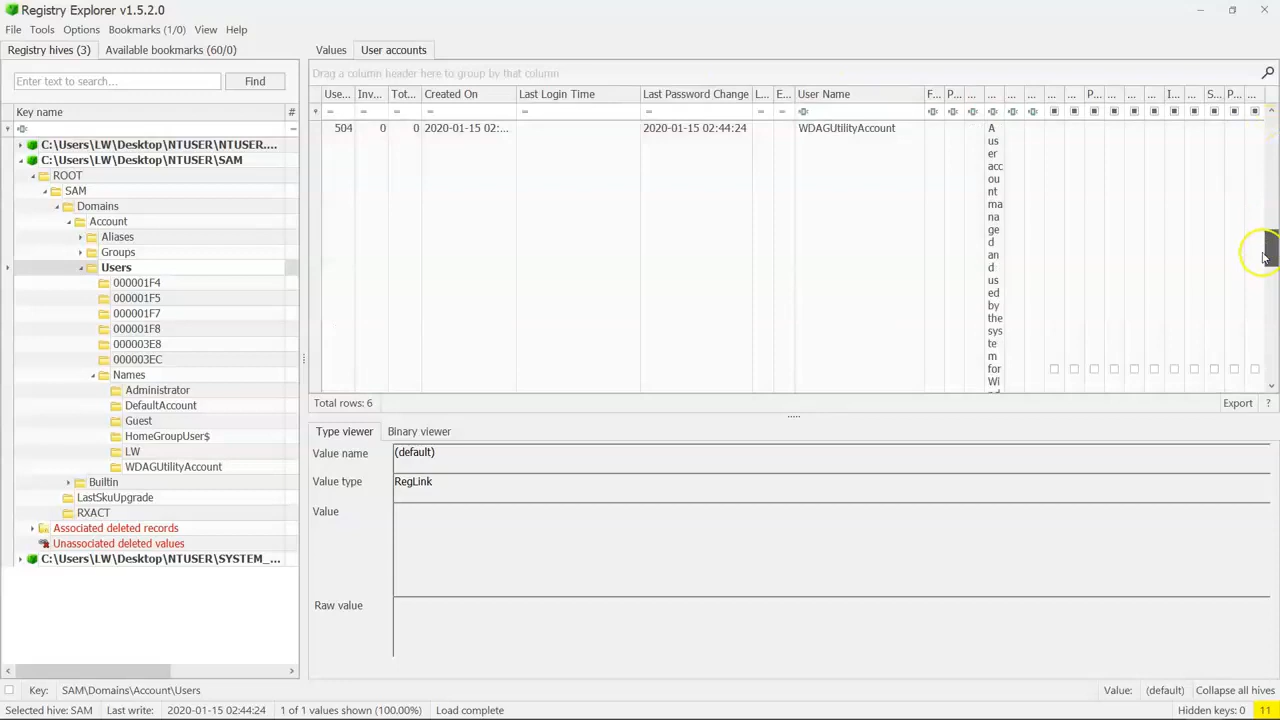 Registry Explorer v1.5.2.0
File Tools Options Bookmarks (1/0) View Help
Registry hives (3) Available bookmarks (60/0)
Enter text to search... Find
Key name #
=
C:\Users\LW\Desktop\NTUSER\NTUSER....
C:\Users\LW\Desktop\NTUSER\SAM
ROOT
SAM
Domains
Account
Aliases
Groups
Users
000001F4
000001F5
000001F7
000001F8
000003E8
000003EC
Names
Administrator
DefaultAccount
Guest
HomeGroupUser$
LW
WDAGUtilityAccount
Builtin
LastSkuUpgrade
RXACT
Associated deleted records
Unassociated deleted values
C:\Users\LW\Desktop\NTUSER\SYSTEM_...
Values User accounts
Drag a column header here to group by that column
Use... Inv... Tot... Created On Last Login Time Last Password Change L... E... User Name F... P... ... ... ... ... ... P... ... ... ... I... ... S... P... ...
= = = = = = = =
504 0 0 2020-01-15 02:... 2020-01-15 02:44:24 WDAGUtilityAccount A
us
er
acc
ou
nt
ma
na
ge
d
an
d
us
ed
by
the
sys
te
m
for
Wi
Total rows: 6 Export ?
Type viewer Binary viewer
Value name (default)
Value type RegLink
Value
Raw value
Key: SAM\Domains\Account\Users Value: (default) Collapse all hives
Selected hive: SAM Last write: 2020-01-15 02:44:24 1 of 1 values shown (100.00%) Load complete Hidden keys: 0 11